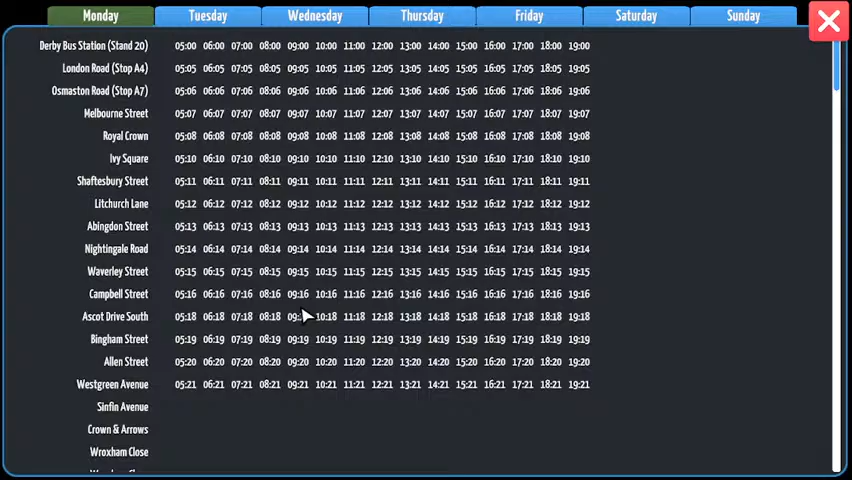 Monday Tuesday Wednesday Thursday Friday Saturday Sunday
Derby Bus Station (Stand 20) 05:00 06:00 07:00 08:00 09:00 10:00 11:00 12:00 13:00 14:00 15:00 16:00 17:00 18:00 19:00
London Road (Stop A4) 05:05 06:05 07:05 08:05 09:05 10:05 11:05 12:05 13:05 14:05 15:05 16:05 17:05 18:05 19:05
Osmaston Road (Stop A7) 05:06 06:06 07:06 08:06 09:06 10:06 11:06 12:06 13:06 14:06 15:06 16:06 17:06 18:06 19:06
Melbourne Street 05:07 06:07 07:07 08:07 09:07 10:07 11:07 12:07 13:07 14:07 15:07 16:07 17:07 18:07 19:07
Royal Crown 05:08 06:08 07:08 08:08 09:08 10:08 11:08 12:08 13:08 14:08 15:08 16:08 17:08 18:08 19:08
Ivy Square 05:10 06:10 07:10 08:10 09:10 10:10 11:10 12:10 13:10 14:10 15:10 16:10 17:10 18:10 19:10
Shaftesbury Street 05:11 06:11 07:11 08:11 09:11 10:11 11:11 12:11 13:11 14:11 15:11 16:11 17:11 18:11 19:11
Litchurch Lane 05:12 06:12 07:12 08:12 09:12 10:12 11:12 12:12 13:12 14:12 15:12 16:12 17:12 18:12 19:12
Abingdon Street 05:13 06:13 07:13 08:13 09:13 10:13 11:13 12:13 13:13 14:13 15:13 16:13 17:13 18:13 19:13
Nightingale Road 05:14 06:14 07:14 08:14 09:14 10:14 11:14 12:14 13:14 14:14 15:14 16:14 17:14 18:14 19:14
Waverley Street 05:15 06:15 07:15 08:15 09:15 10:15 11:15 12:15 13:15 14:15 15:15 16:15 17:15 18:15 19:15
Campbell Street 05:16 06:16 07:16 08:16 09:16 10:16 11:16 12:16 13:16 14:16 15:16 16:16 17:16 18:16 19:16
Ascot Drive South 05:18 06:18 07:18 08:18 10:18 11:18 12:18 13:18 14:18 15:18 16:18 17:18 18:18 19:18
Bingham Street 05:19 06:19 07:19 08:19 09:19 10:19 11:19 12:19 13:19 14:19 15:19 16:19 17:19 18:19 19:19
Allen Street 05:20 06:20 07:20 08:20 09:20 10:20 11:20 12:20 13:20 14:20 15:20 16:20 17:20 18:20 19:20
Westgreen Avenue 05:21 06:21 07:21 08:21 09:21 10:21 11:21 12:21 13:21 14:21 15:21 16:21 17:21 18:21 19:21
Sinfin Avenue
Crown & Arrows
Wroxham Close